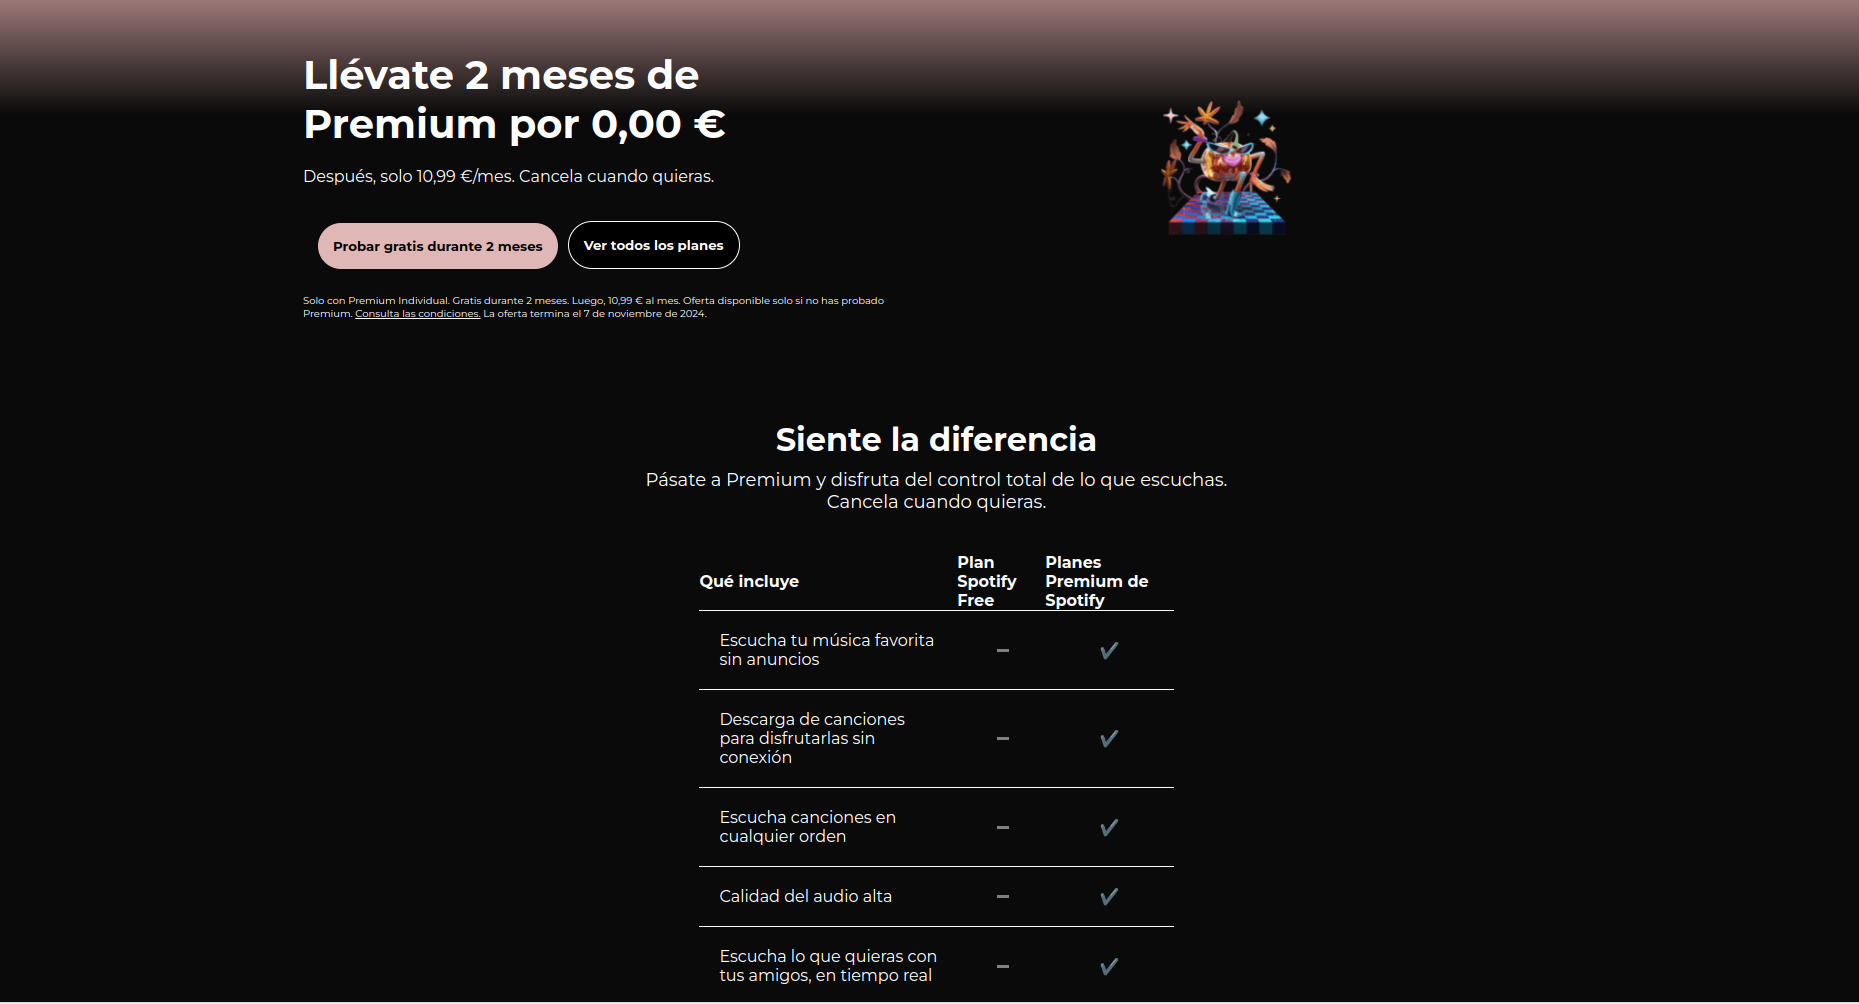 Llévate 2 meses de
Premium por 0,00 €
Después, solo 10,99 €/mes. Cancela cuando quieras.
Probar gratis durante 2 meses
Ver todos los planes
Solo con Premium Individual. Gratis durante 2 meses. Luego, 10,99 € al mes. Oferta disponible solo si no has probado
Premium. Consulta las condiciones. La oferta termina el 7 de noviembre de 2024.
Siente la diferencia
Pásate a Premium y disfruta del control total de lo que escuchas.
Cancela cuando quieras.
Qué incluye
Plan
Spotify
Free
Planes
Premium de
Spotify
Escucha tu música favorita
sin anuncios
Descarga de canciones
para disfrutarlas sin
conexión
Escucha canciones en
cualquier orden
Calidad del audio alta
Escucha lo que quieras con
tus amigos, en tiempo real